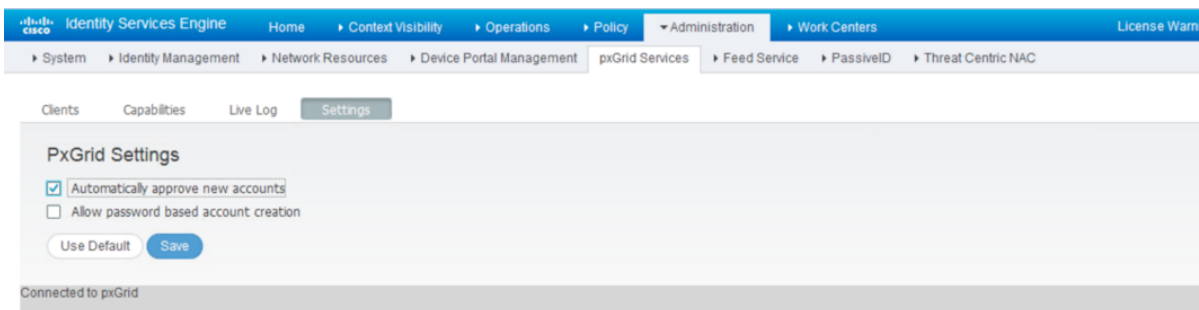 cisco Identity Services Engine Home Context Visibility Operations Policy Administration Work Centers License Warn
System Identity Management Network Resources Device Portal Management pxGrid Services Feed Service PassiveID Threat Centric NAC
Clients Capabilities Live Log Settings
PxGrid Settings
Automatically approve new accounts
Allow password based account creation
Use Default Save
Connected to pxGrid